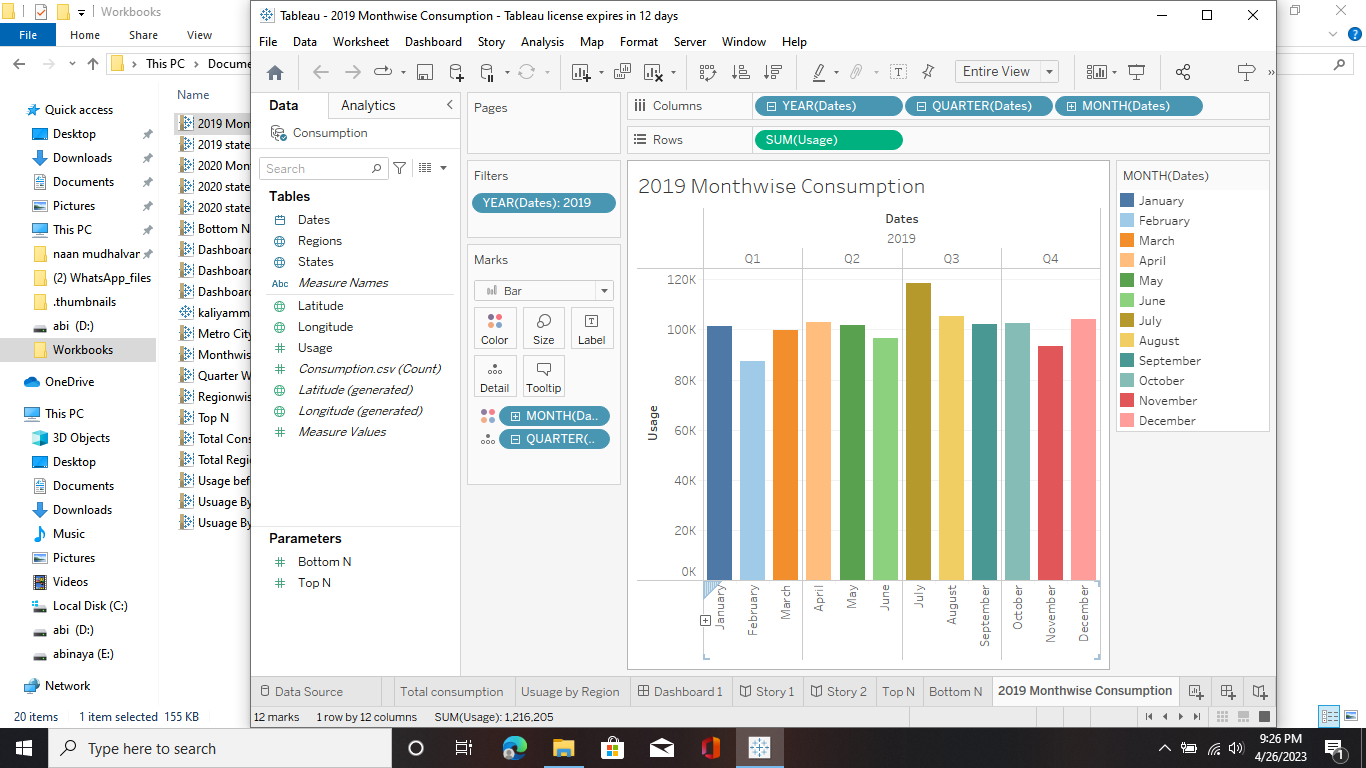 Workbooks
File Home Share View
This PC Docume
Name
Quick access
Desktop
Downloads
Documents
Pictures
This PC
naan mudhalvar
(2) WhatsApp_files
.thumbnails
abi (D:)
Workbooks
OneDrive
This PC
3D Objects
Desktop
Documents
Downloads
Music
Pictures
Videos
Local Disk (C:)
abi (D:)
abinaya (E:)
Network
2019 Mon
2019 state
2020 Mon
2020 state
2020 state
Bottom N
Dashboard
Dashboard
Dashboard
kaliyamm
Metro City
Monthwis
Quarter W
Regionwis
Top N
Total Cons
Total Regi
Usage bef
Usuage By
Usuage By
20 items 1 item selected 155 KB
Tableau - 2019 Monthwise Consumption - Tableau license expires in 12 days
File Data Worksheet Dashboard Story Analysis Map Format Server Window Help
Entire View
Data Analytics
Consumption
Search
Tables
Dates
Regions
States
Abc Measure Names
Latitude
Longitude
Usage
Consumption.csv (Count)
Latitude (generated)
Longitude (generated)
Measure Values
Parameters
Bottom N
Top N
Pages
Filters
YEAR(Dates): 2019
Marks
Bar
Color Size Label
Detail Tooltip
MONTH(Da..
QUARTER(..
Columns YEAR(Dates) QUARTER(Dates) MONTH(Dates)
Rows SUM(Usage)
2019 Monthwise Consumption
Dates
2019
Q1 Q2 Q3 Q4
120K
100K
80K
60K
40K
20K
0K
Usage
January February March April May June July August September October November December
MONTH(Dates)
January
February
March
April
May
June
July
August
September
October
November
December
Data Source Total consumption Usuage by Region Dashboard 1 Story 1 Story 2 Top N Bottom N 2019 Monthwise Consumption
12 marks 1 row by 12 columns SUM(Usage): 1,216,205
Type here to search
9:26 PM
4/26/2023
1